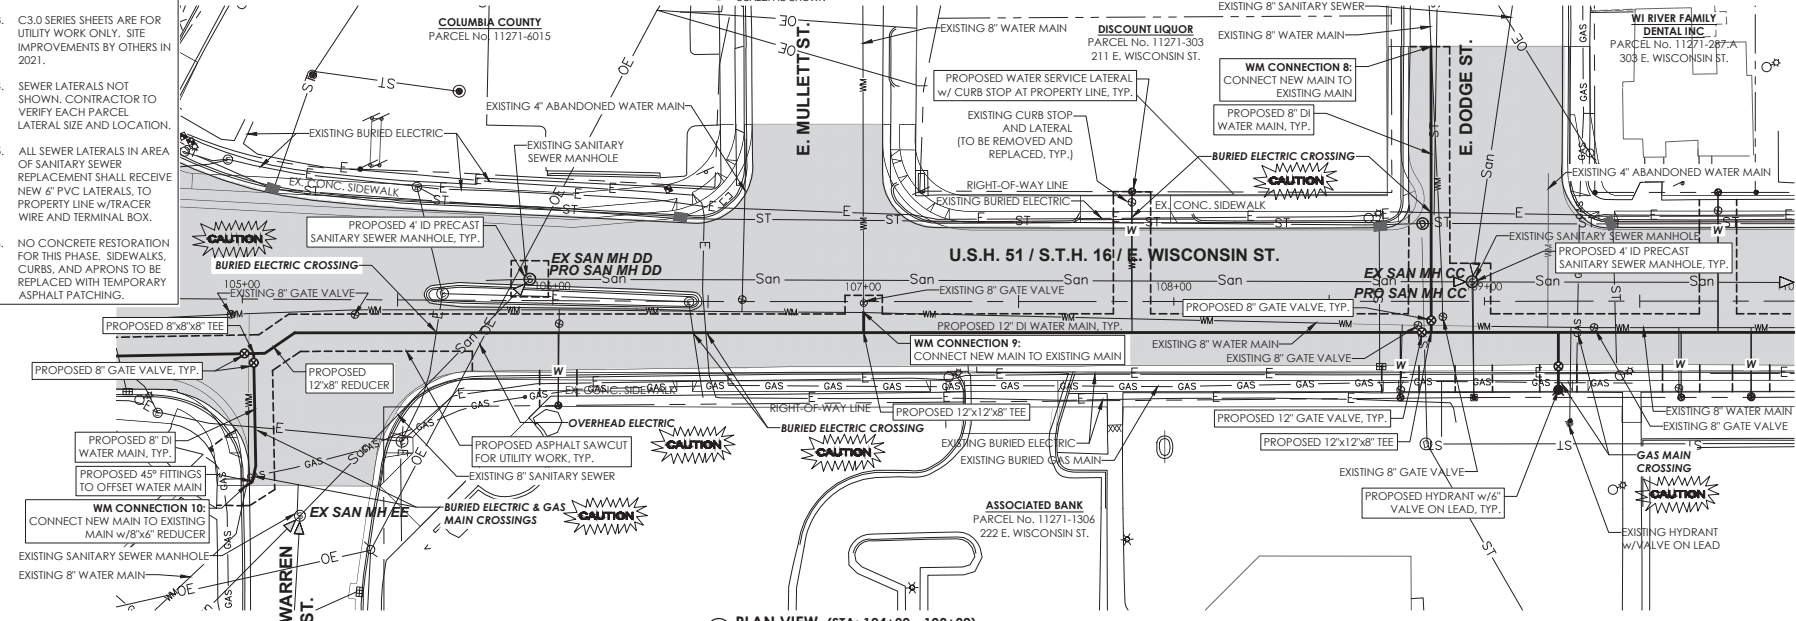 C3.0 SERIES SHEETS ARE FOR
UTILITY WORK ONLY. SITE
IMPROVEMENTS BY OTHERS IN
2021.
SEWER LATERALS NOT
SHOWN. CONTRACTOR TO
VERIFY EACH PARCEL
LATERAL SIZE AND LOCATION.
ALL SEWER LATERALS IN AREA
OF SANITARY SEWER
REPLACEMENT SHALL RECEIVE
NEW 6" PVC LATERALS, TO
PROPERTY LINE w/TRACER
WIRE AND TERMINAL BOX.
NO CONCRETE RESTORATION
FOR THIS PHASE. SIDEWALKS,
CURBS, AND APRONS TO BE
REPLACED WITH TEMPORARY
ASPHALT PATCHING.
COLUMBIA COUNTY
PARCEL No. 11271-6015
EXISTING 4" ABANDONED WATER MAIN
EXISTING BURIED ELECTRIC
EXISTING SANITARY
SEWER MANHOLE
EX. CONC. SIDEWALK
PROPOSED 4' ID PRECAST
SANITARY SEWER MANHOLE, TYP.
CAUTION
BURIED ELECTRIC CROSSING
EX SAN MH DD
PRO SAN MH DD
E. MULLETT ST.
EXISTING 8" WATER MAIN
DISCOUNT LIQUOR
PARCEL No. 11271-303
211 E. WISCONSIN ST.
PROPOSED WATER SERVICE LATERAL
w/ CURB STOP AT PROPERTY LINE, TYP.
EXISTING CURB STOP
AND LATERAL
(TO BE REMOVED AND
REPLACED, TYP.)
RIGHT-OF-WAY LINE
EXISTING BURIED ELECTRIC
EX. CONC. SIDEWALK
BURIED ELECTRIC CROSSING
CAUTION
EXISTING 8" SANITARY SEWER
EXISTING 8" WATER MAIN
WM CONNECTION 8:
CONNECT NEW MAIN TO
EXISTING MAIN
PROPOSED 8" DI
WATER MAIN, TYP.
E. DODGE ST.
WI RIVER FAMILY
DENTAL INC
PARCEL No. 11271-287.A
303 E. WISCONSIN ST.
EXISTING 4" ABANDONED WATER MAIN
EXISTING SANITARY SEWER MANHOLE
PROPOSED 4' ID PRECAST
SANITARY SEWER MANHOLE, TYP.
U.S.H. 51 / S.T.H. 16 / E. WISCONSIN ST.
EX SAN MH CC
PRO SAN MH CC
105+00
106+00
107+00
108+00
109+00
EXISTING 8" GATE VALVE
EXISTING 8" GATE VALVE
PROPOSED 8" GATE VALVE, TYP.
PROPOSED 8"x8"x8" TEE
PROPOSED 12" DI WATER MAIN, TYP.
WM CONNECTION 9:
CONNECT NEW MAIN TO EXISTING MAIN
EXISTING 8" WATER MAIN
EXISTING 8" GATE VALVE
PROPOSED 8" GATE VALVE, TYP.
PROPOSED
12"x8" REDUCER
EX. CONC. SIDEWALK
RIGHT-OF-WAY LINE
PROPOSED 12"x12"x8" TEE
OVERHEAD ELECTRIC
CAUTION
BURIED ELECTRIC CROSSING
CAUTION
EXISTING BURIED ELECTRIC
EXISTING BURIED GAS MAIN
PROPOSED 12" GATE VALVE, TYP.
PROPOSED 12"x12"x8" TEE
EXISTING 8" GATE VALVE
EXISTING 8" WATER MAIN
EXISTING 8" GATE VALVE
GAS MAIN
CROSSING
CAUTION
PROPOSED 8" DI
WATER MAIN, TYP.
PROPOSED 45° FITTINGS
TO OFFSET WATER MAIN
WM CONNECTION 10:
CONNECT NEW MAIN TO EXISTING
MAIN w/8"x6" REDUCER
EXISTING SANITARY SEWER MANHOLE
EXISTING 8" WATER MAIN
PROPOSED ASPHALT SAWCUT
FOR UTILITY WORK, TYP.
EXISTING 8" SANITARY SEWER
EX SAN MH EE
BURIED ELECTRIC & GAS
MAIN CROSSINGS
CAUTION
WARREN
ST.
ASSOCIATED BANK
PARCEL No. 11271-1306
222 E. WISCONSIN ST.
PROPOSED HYDRANT w/6"
VALVE ON LEAD, TYP.
EXISTING HYDRANT
w/VALVE ON LEAD